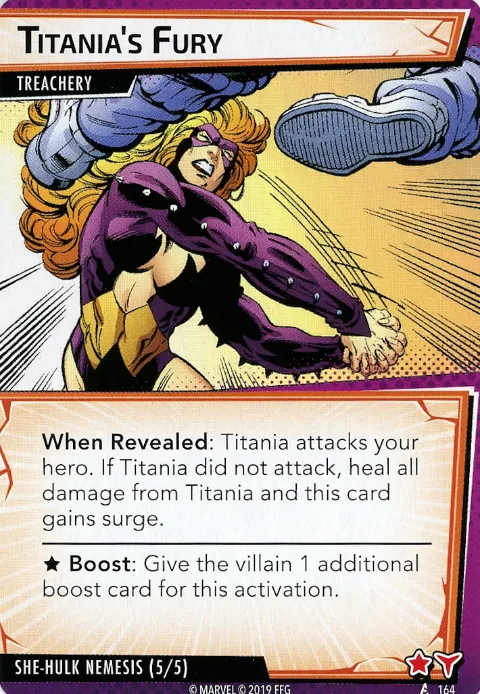 TITANIA'S FURY
TREACHERY
When Revealed: Titania attacks your
hero. If Titania did not attack, heal all
damage from Titania and this card
gains surge.
★ Boost: Give the villain 1 additional
boost card for this activation.
SHE-HULK NEMESIS (5/5)
© MARVEL © 2019 FFG
164